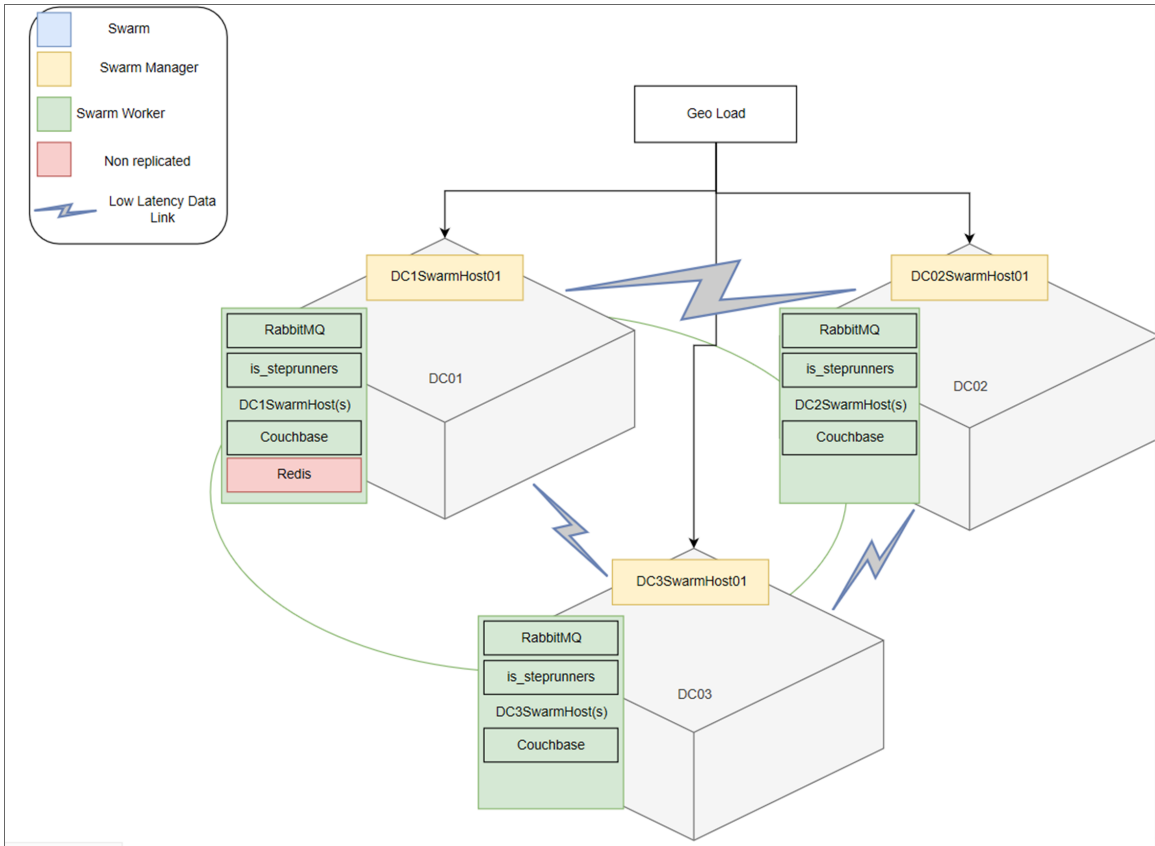 Swarm
Swarm Manager
Swarm Worker
Non replicated
Low Latency Data
Link
Geo Load
DC1SwarmHost01
RabbitMQ
is_steprunners
DC1SwarmHost(s)
Couchbase
Redis
DC01
DC02SwarmHost01
RabbitMQ
is_steprunners
DC2SwarmHost(s)
Couchbase
DC02
DC3SwarmHost01
RabbitMQ
is_steprunners
DC3SwarmHost(s)
Couchbase
DC03